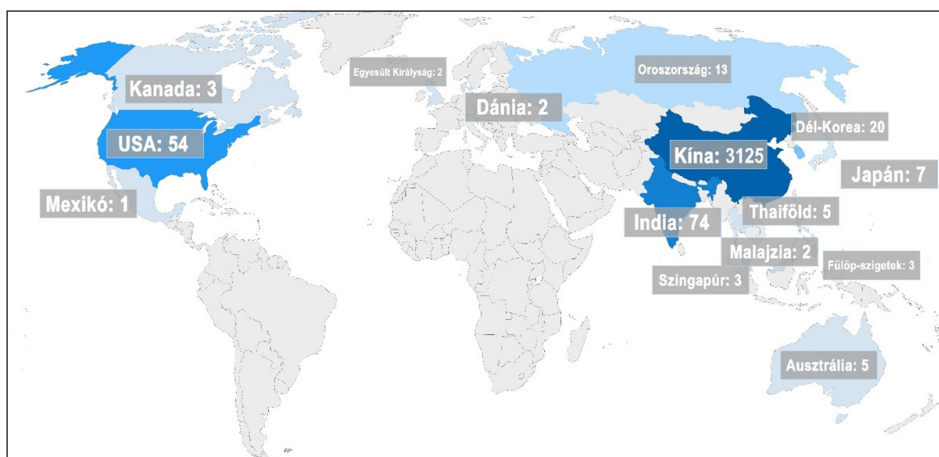 Egyesült Királyság: 2
Oroszország: 13
Kanada: 3
Dánia: 2
Dél-Korea: 20
USA: 54
Kína: 3125
Japán: 7
Mexikó: 1
Thaiföld: 5
India: 74
Malajzia: 2
Fülöp-szigetek: 3
Szingapúr: 3
Ausztrália: 5